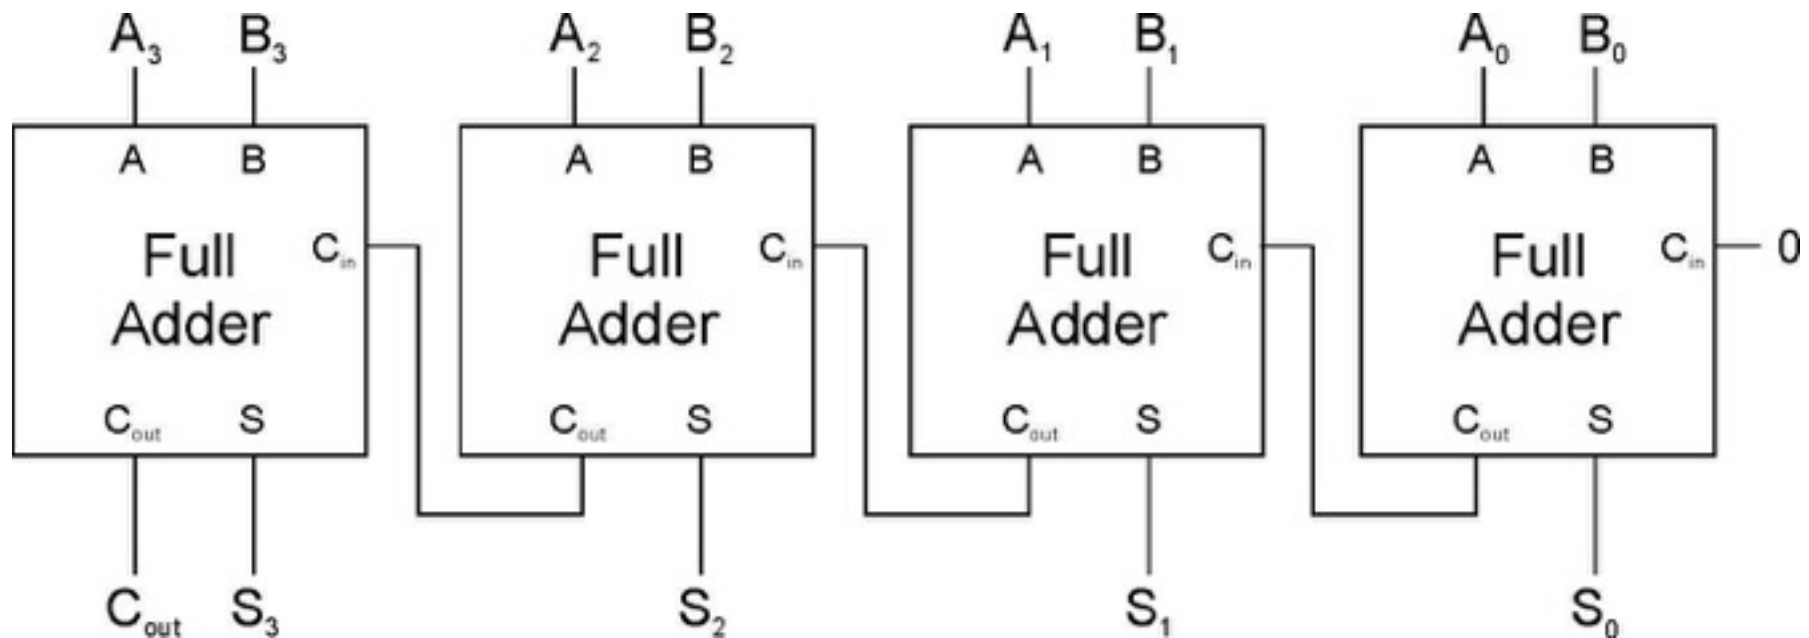 A3 B3 A2 B2 A1 B1 A0 B0
A B A B A B A B
Full Cin Full Cin Full Cin Full Cin 0
Adder Adder Adder Adder
Cout S Cout S Cout S Cout S
Cout S3 S2 S1 S0